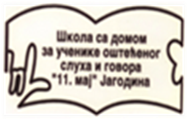 Школа са домом
за ученике оштећеног
слуха и говора
"11. мај" Јагодина